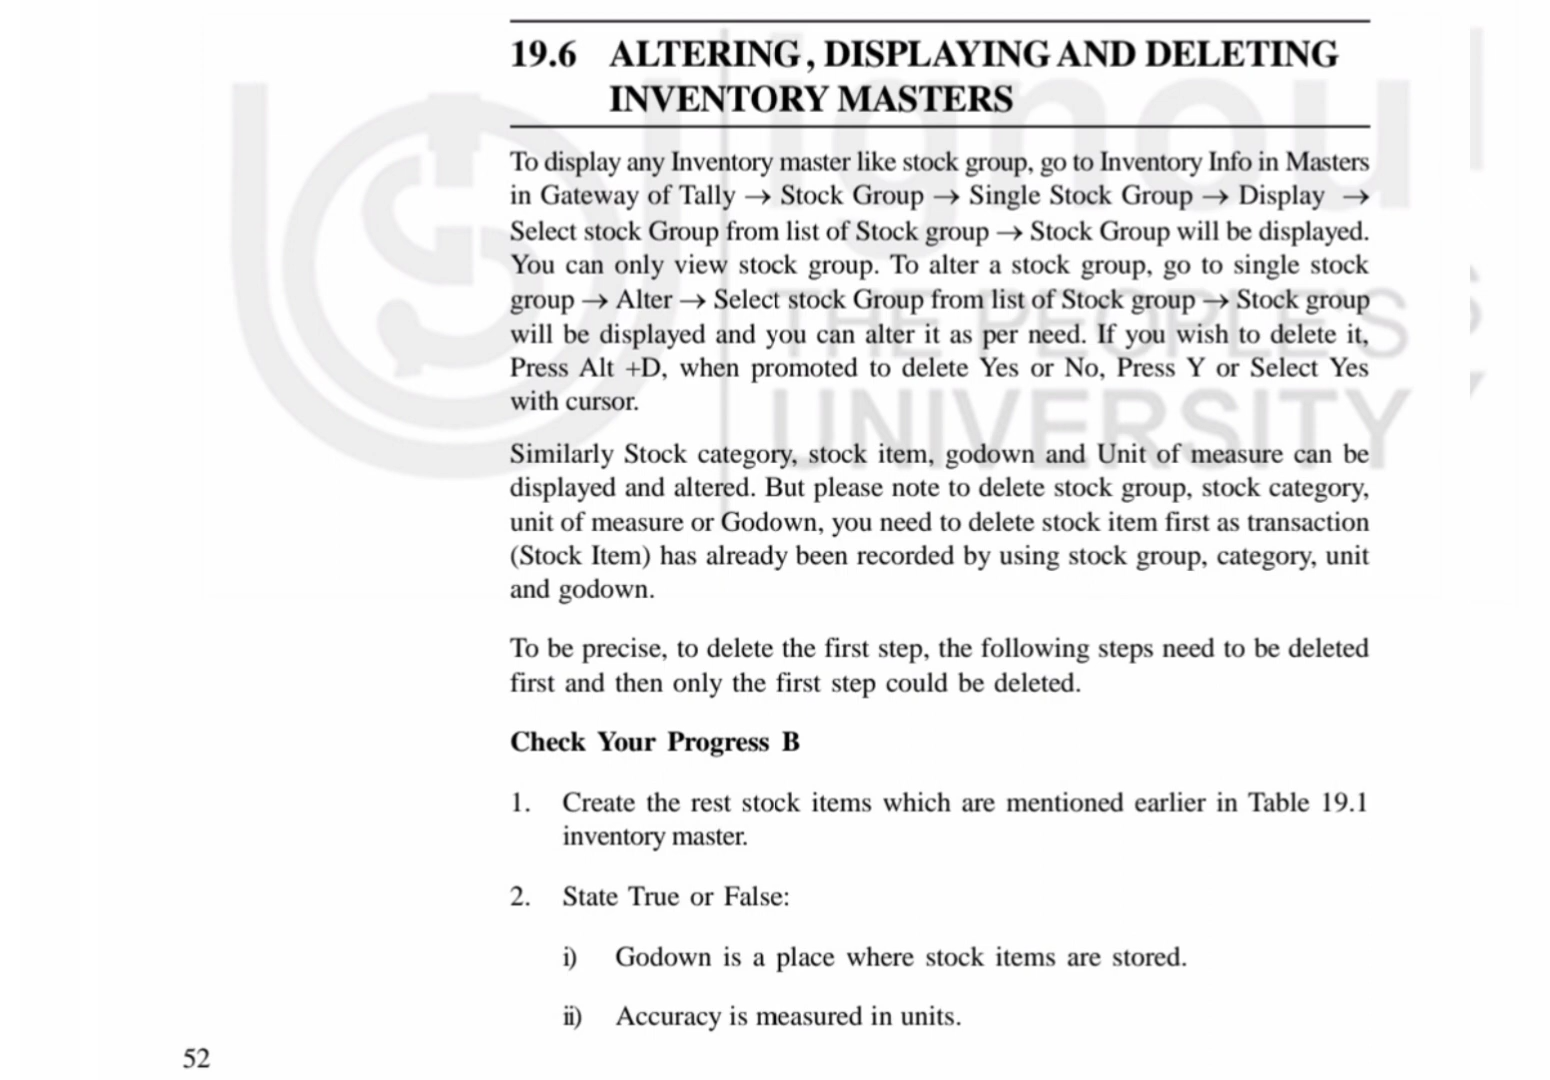 19.6 ALTERING, DISPLAYING AND DELETING
INVENTORY MASTERS
To display any Inventory master like stock group, go to Inventory Info in Masters
in Gateway of Tally → Stock Group → Single Stock Group → Display →
Select stock Group from list of Stock group → Stock Group will be displayed.
You can only view stock group. To alter a stock group, go to single stock
group → Alter → Select stock Group from list of Stock group → Stock group
will be displayed and you can alter it as per need. If you wish to delete it,
Press Alt +D, when promoted to delete Yes or No, Press Y or Select Yes
with cursor.
Similarly Stock category, stock item, godown and Unit of measure can be
displayed and altered. But please note to delete stock group, stock category,
unit of measure or Godown, you need to delete stock item first as transaction
(Stock Item) has already been recorded by using stock group, category, unit
and godown.
To be precise, to delete the first step, the following steps need to be deleted
first and then only the first step could be deleted.
Check Your Progress B
1. Create the rest stock items which are mentioned earlier in Table 19.1
inventory master.
2. State True or False:
i) Godown is a place where stock items are stored.
ii) Accuracy is measured in units.
52
ignou
THE PEOPLE'S
UNIVERSITY